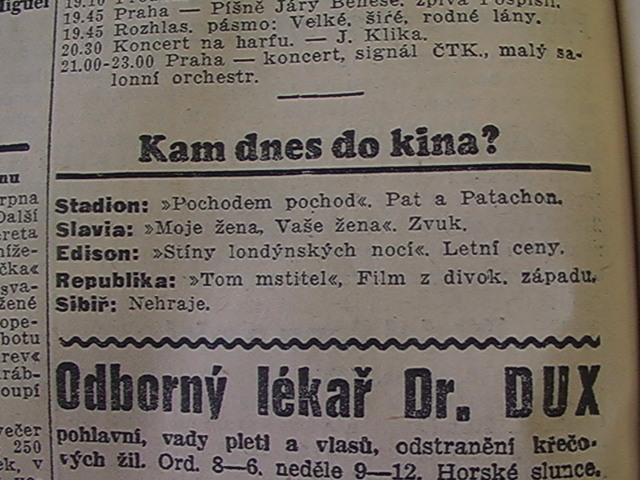 Miguel
19.45 Praha — Písně Járy Beneše. zpívá Pospíšil.
19.45 Rozhlas. pásmo: Velké, šíré, rodné lány.
20.30 Koncert na harfu. — J. Klika.
21.00-23.00 Praha — koncert, signál ČTK., malý sa-
lonní orchestr.
Kam dnes do kina?
Stadion: »Pochodem pochod«. Pat a Patachon.
Slavia: »Moje žena, Vaše žena«. Zvuk.
Edison: »Stíny londýnských nocí«. Letní ceny.
Republika: »Tom mstitel«, Film z divok. západu.
Sibiř: Nehraje.
Odborný lékař Dr. DUX
pohlavní, vady pleti a vlasů, odstranění křečo-
vých žil. Ord. 8—6. neděle 9—12. Horské slunce.